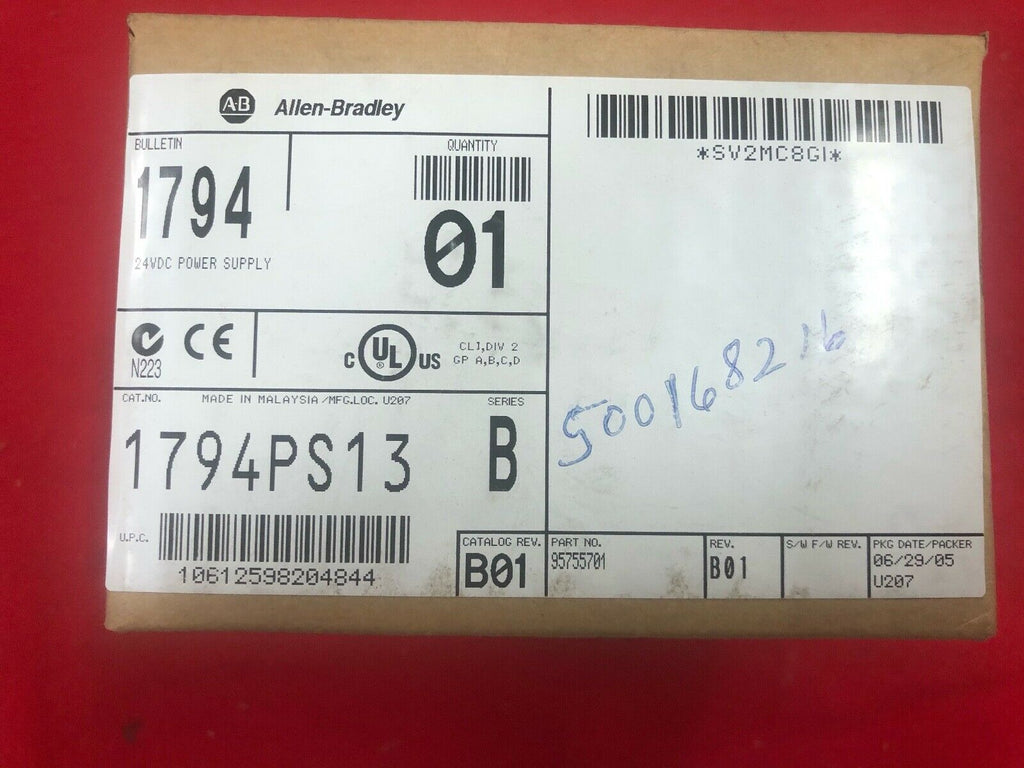 A-B Allen-Bradley
BULLETIN
1794
24VDC POWER SUPPLY
QUANTITY
01
*SV2MC8GI*
N223
CE
C UL US
CL1,DIV 2
GP A,B,C,D
CAT.NO. MADE IN MALAYSIA/MFG.LOC. U207
SERIES
1794PS13
B
U.P.C.
10612598204844
CATALOG REV.
B01
PART NO.
95755701
REV.
B01
S/W F/W REV.
PKG DATE/PACKER
06/29/05
U207
50016821b